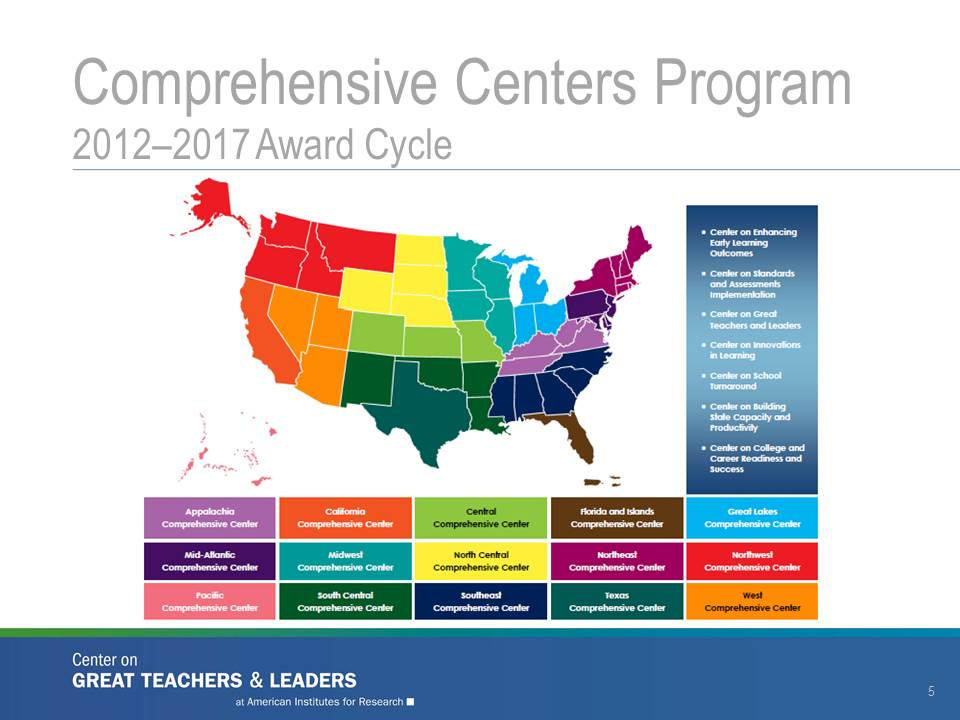 Comprehensive Centers Program
2012–2017 Award Cycle
• Center on Enhancing
Early Learning
Outcomes
• Center on Standards
and Assessments
Implementation
• Center on Great
Teachers and Leaders
• Center on Innovations
in Learning
• Center on School
Turnaround
• Center on Building
State Capacity and
Productivity
• Center on College and
Career Readiness and
Success
Appalachia
Comprehensive Center
California
Comprehensive Center
Central
Comprehensive Center
Florida and Islands
Comprehensive Center
Great Lakes
Comprehensive Center
Mid-Atlantic
Comprehensive Center
Midwest
Comprehensive Center
North Central
Comprehensive Center
Northeast
Comprehensive Center
Northwest
Comprehensive Center
Pacific
Comprehensive Center
South Central
Comprehensive Center
Southeast
Comprehensive Center
Texas
Comprehensive Center
West
Comprehensive Center
Center on
GREAT TEACHERS & LEADERS
at American Institutes for Research
5